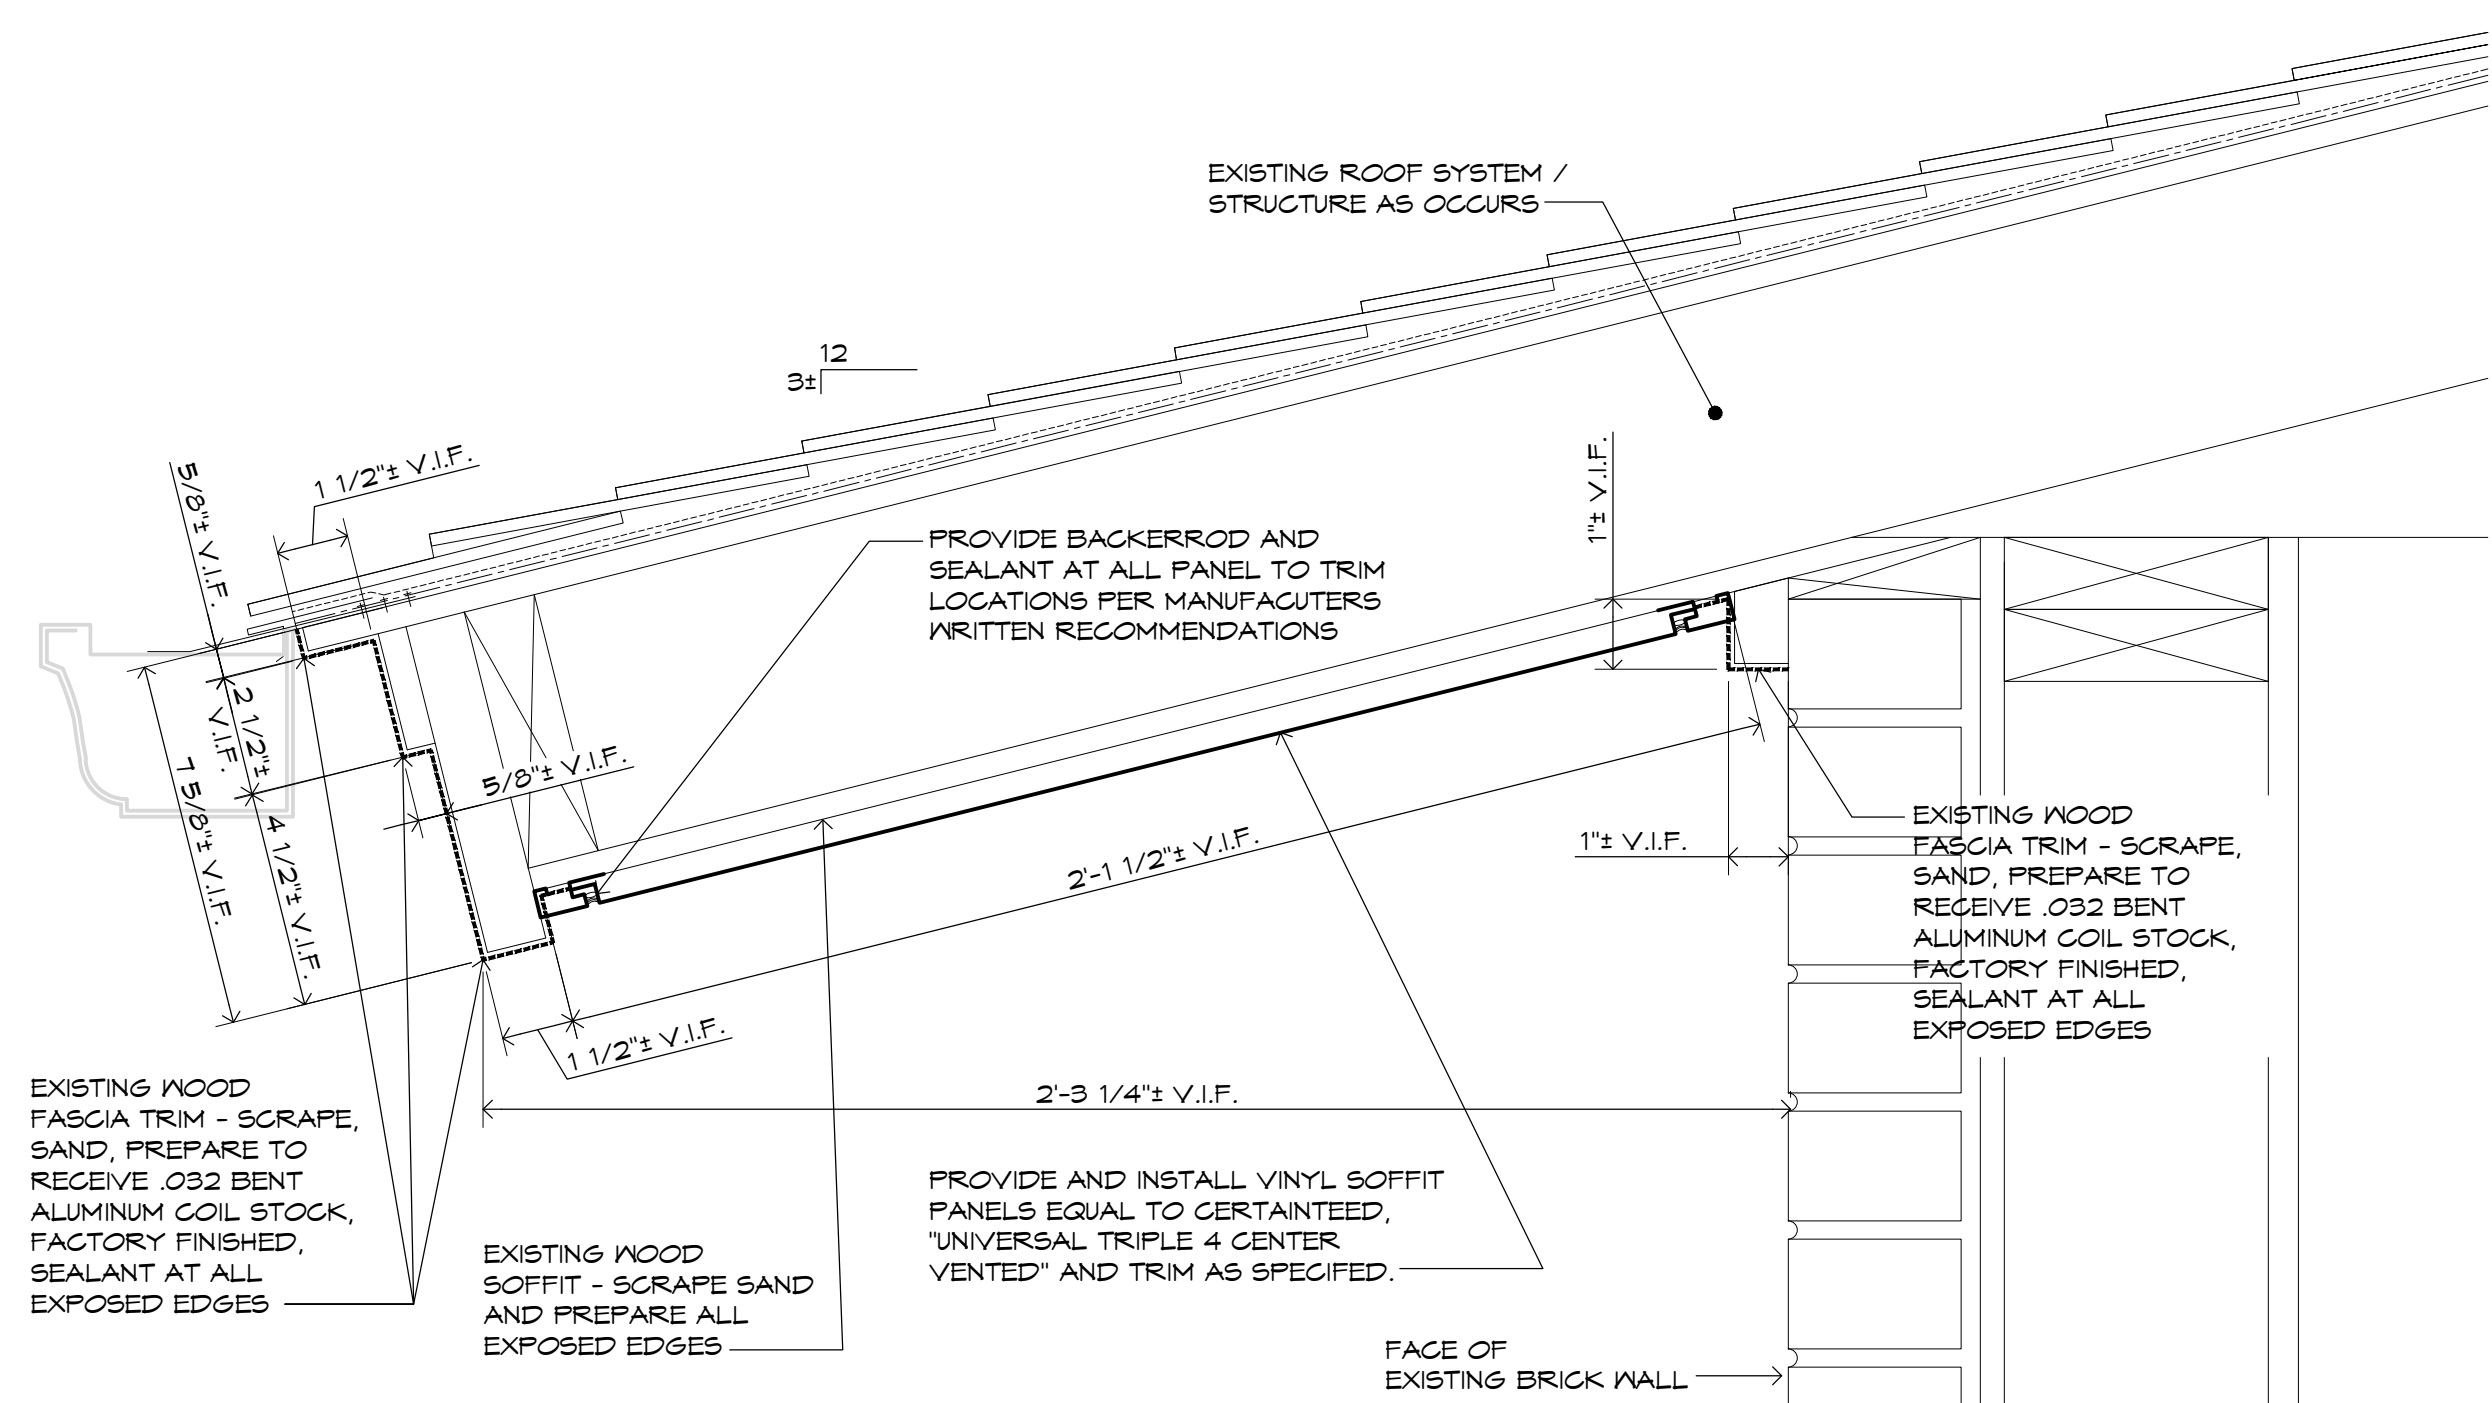 EXISTING ROOF SYSTEM /
STRUCTURE AS OCCURS
12
3±
1 1/2"± V.I.F.
5/8"± V.I.F.
1"± V.I.F.
PROVIDE BACKERROD AND
SEALANT AT ALL PANEL TO TRIM
LOCATIONS PER MANUFACUTERS
WRITTEN RECOMMENDATIONS
2 1/2"±
V.I.F.
7 5/8"± V.I.F.
4 1/2"± V.I.F.
5/8"± V.I.F.
2'-1 1/2"± V.I.F.
1"± V.I.F.
EXISTING WOOD
FASCIA TRIM - SCRAPE,
SAND, PREPARE TO
RECEIVE .032 BENT
ALUMINUM COIL STOCK,
FACTORY FINISHED,
SEALANT AT ALL
EXPOSED EDGES
1 1/2"± V.I.F.
2'-3 1/4"± V.I.F.
EXISTING WOOD
FASCIA TRIM - SCRAPE,
SAND, PREPARE TO
RECEIVE .032 BENT
ALUMINUM COIL STOCK,
FACTORY FINISHED,
SEALANT AT ALL
EXPOSED EDGES
EXISTING WOOD
SOFFIT - SCRAPE SAND
AND PREPARE ALL
EXPOSED EDGES
PROVIDE AND INSTALL VINYL SOFFIT
PANELS EQUAL TO CERTAINTEED,
"UNIVERSAL TRIPLE 4 CENTER
VENTED" AND TRIM AS SPECIFED.
FACE OF
EXISTING BRICK WALL